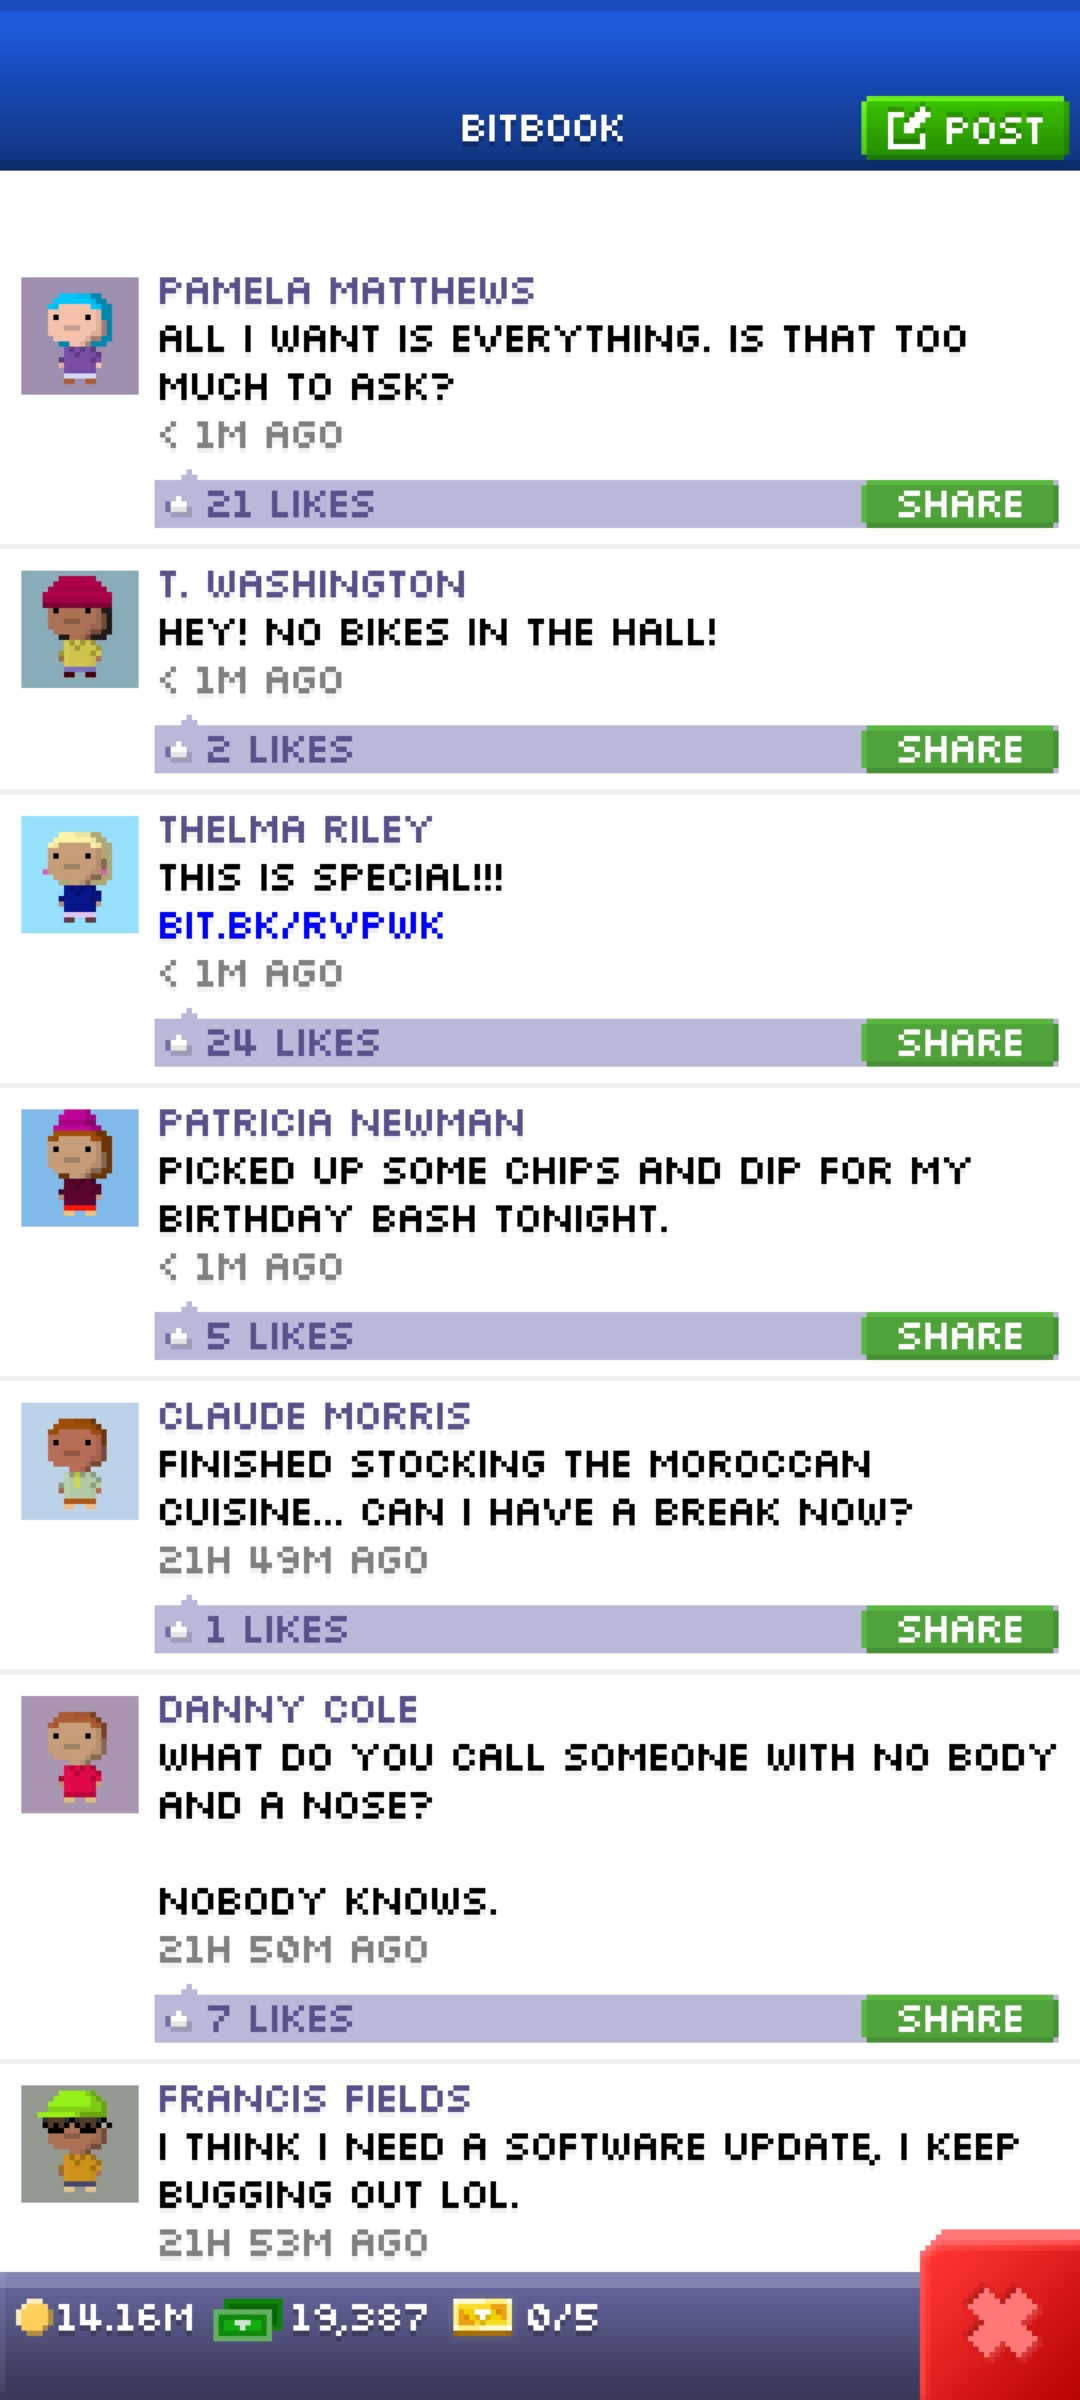 BITBOOK
POST
PAMELA MATTHEWS
ALL I WANT IS EVERYTHING. IS THAT TOO
MUCH TO ASK?
< 1M AGO
21 LIKES
SHARE
T. WASHINGTON
HEY! NO BIKES IN THE HALL!
< 1M AGO
2 LIKES
SHARE
THELMA RILEY
THIS IS SPECIAL!!!
BIT.BK/RVPWK
< 1M AGO
24 LIKES
SHARE
PATRICIA NEWMAN
PICKED UP SOME CHIPS AND DIP FOR MY
BIRTHDAY BASH TONIGHT.
< 1M AGO
5 LIKES
SHARE
CLAUDE MORRIS
FINISHED STOCKING THE MOROCCAN
CUISINE... CAN I HAVE A BREAK NOW?
21H 49M AGO
1 LIKES
SHARE
DANNY COLE
WHAT DO YOU CALL SOMEONE WITH NO BODY
AND A NOSE?
NOBODY KNOWS.
21H 50M AGO
7 LIKES
SHARE
FRANCIS FIELDS
I THINK I NEED A SOFTWARE UPDATE, I KEEP
BUGGING OUT LOL.
21H 53M AGO
14.16M 19,387 0/5